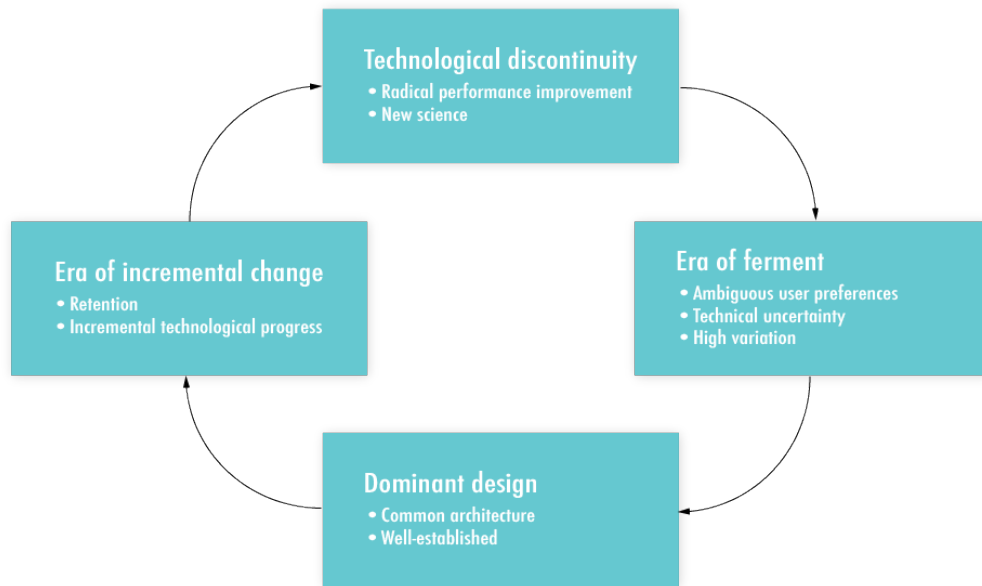 Technological discontinuity
• Radical performance improvement
• New science
Era of incremental change
• Retention
• Incremental technological progress
Era of ferment
• Ambiguous user preferences
• Technical uncertainty
• High variation
Dominant design
• Common architecture
• Well-established